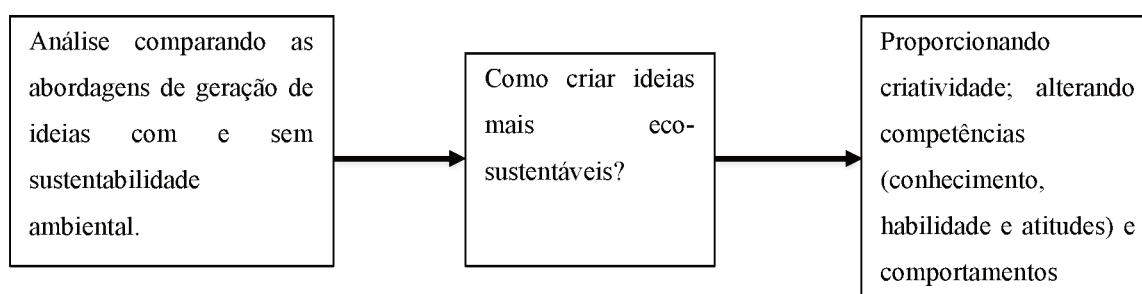 Análise comparando as
abordagens de geração de
ideias com e sem
sustentabilidade
ambiental.
Como criar ideias
mais eco-
sustentáveis?
Proporcionando
criatividade; alterando
competências
(conhecimento,
habilidade e atitudes) e
comportamentos